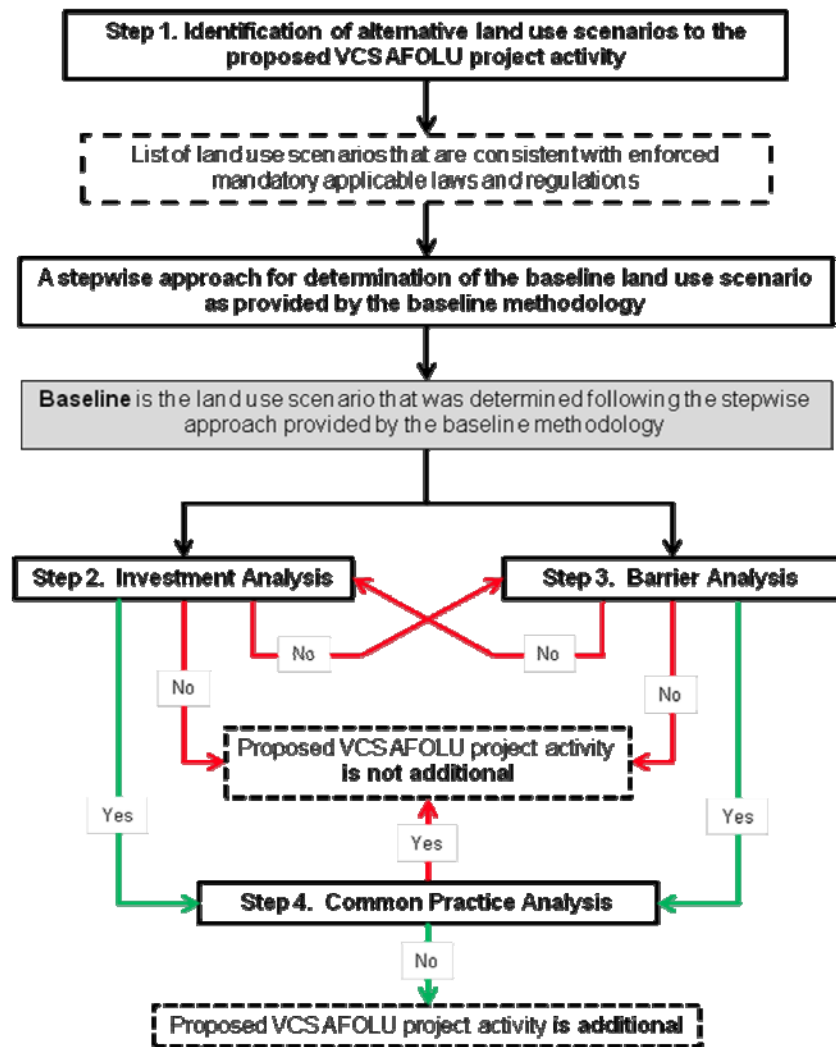 Step 1. Identification of alternative land use scenarios to the
proposed VCS AFOLU project activity
List of land use scenarios that are consistent with enforced
mandatory applicable laws and regulations
A stepwise approach for determination of the baseline land use scenario
as provided by the baseline methodology
Baseline is the land use scenario that was determined following the stepwise
approach provided by the baseline methodology
Step 2. Investment Analysis
Step 3. Barrier Analysis
No
No
No
No
Proposed VCS AFOLU project activity
is not additional
Yes
Yes
Yes
Step 4. Common Practice Analysis
No
Proposed VCS AFOLU project activity is additional